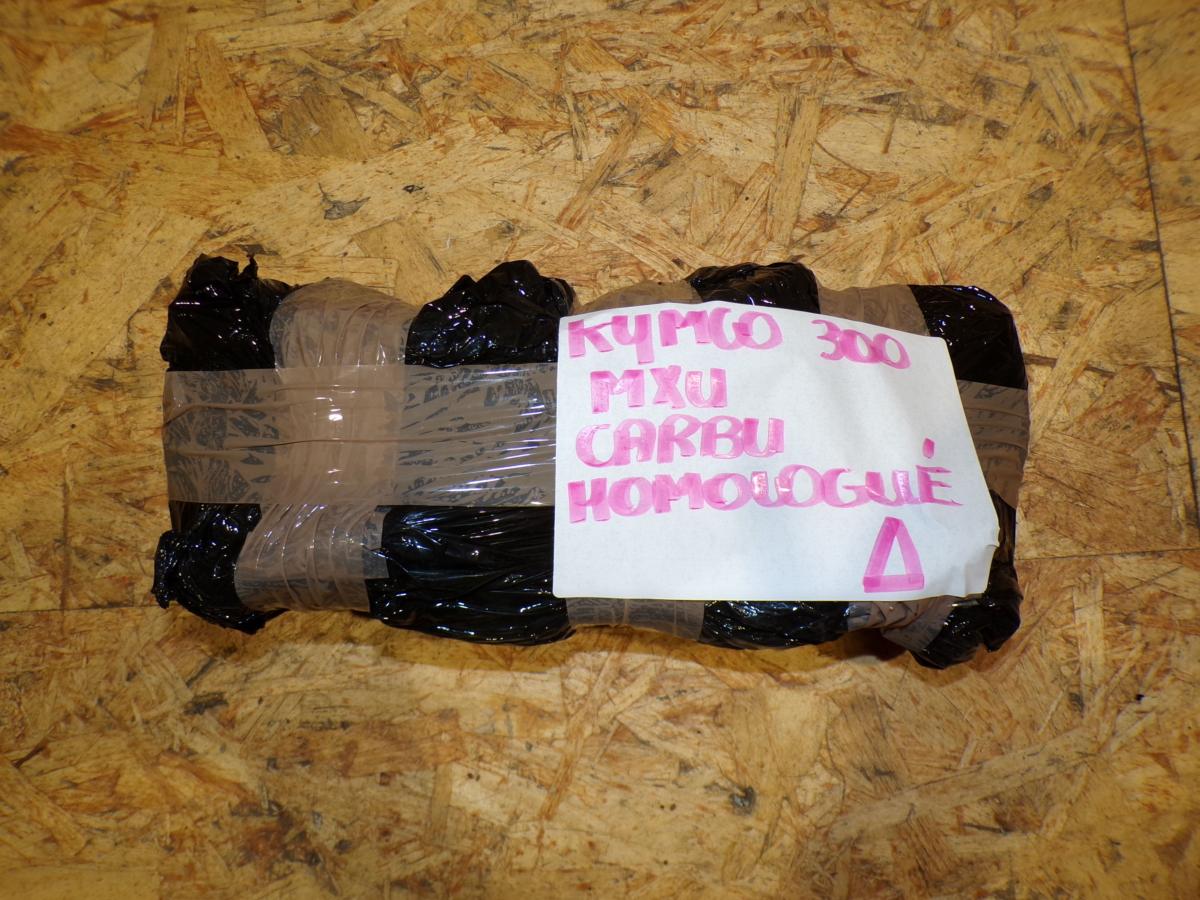 KYMCO 300
MXU
CARBU
HOMOLOGUÉ
Δ